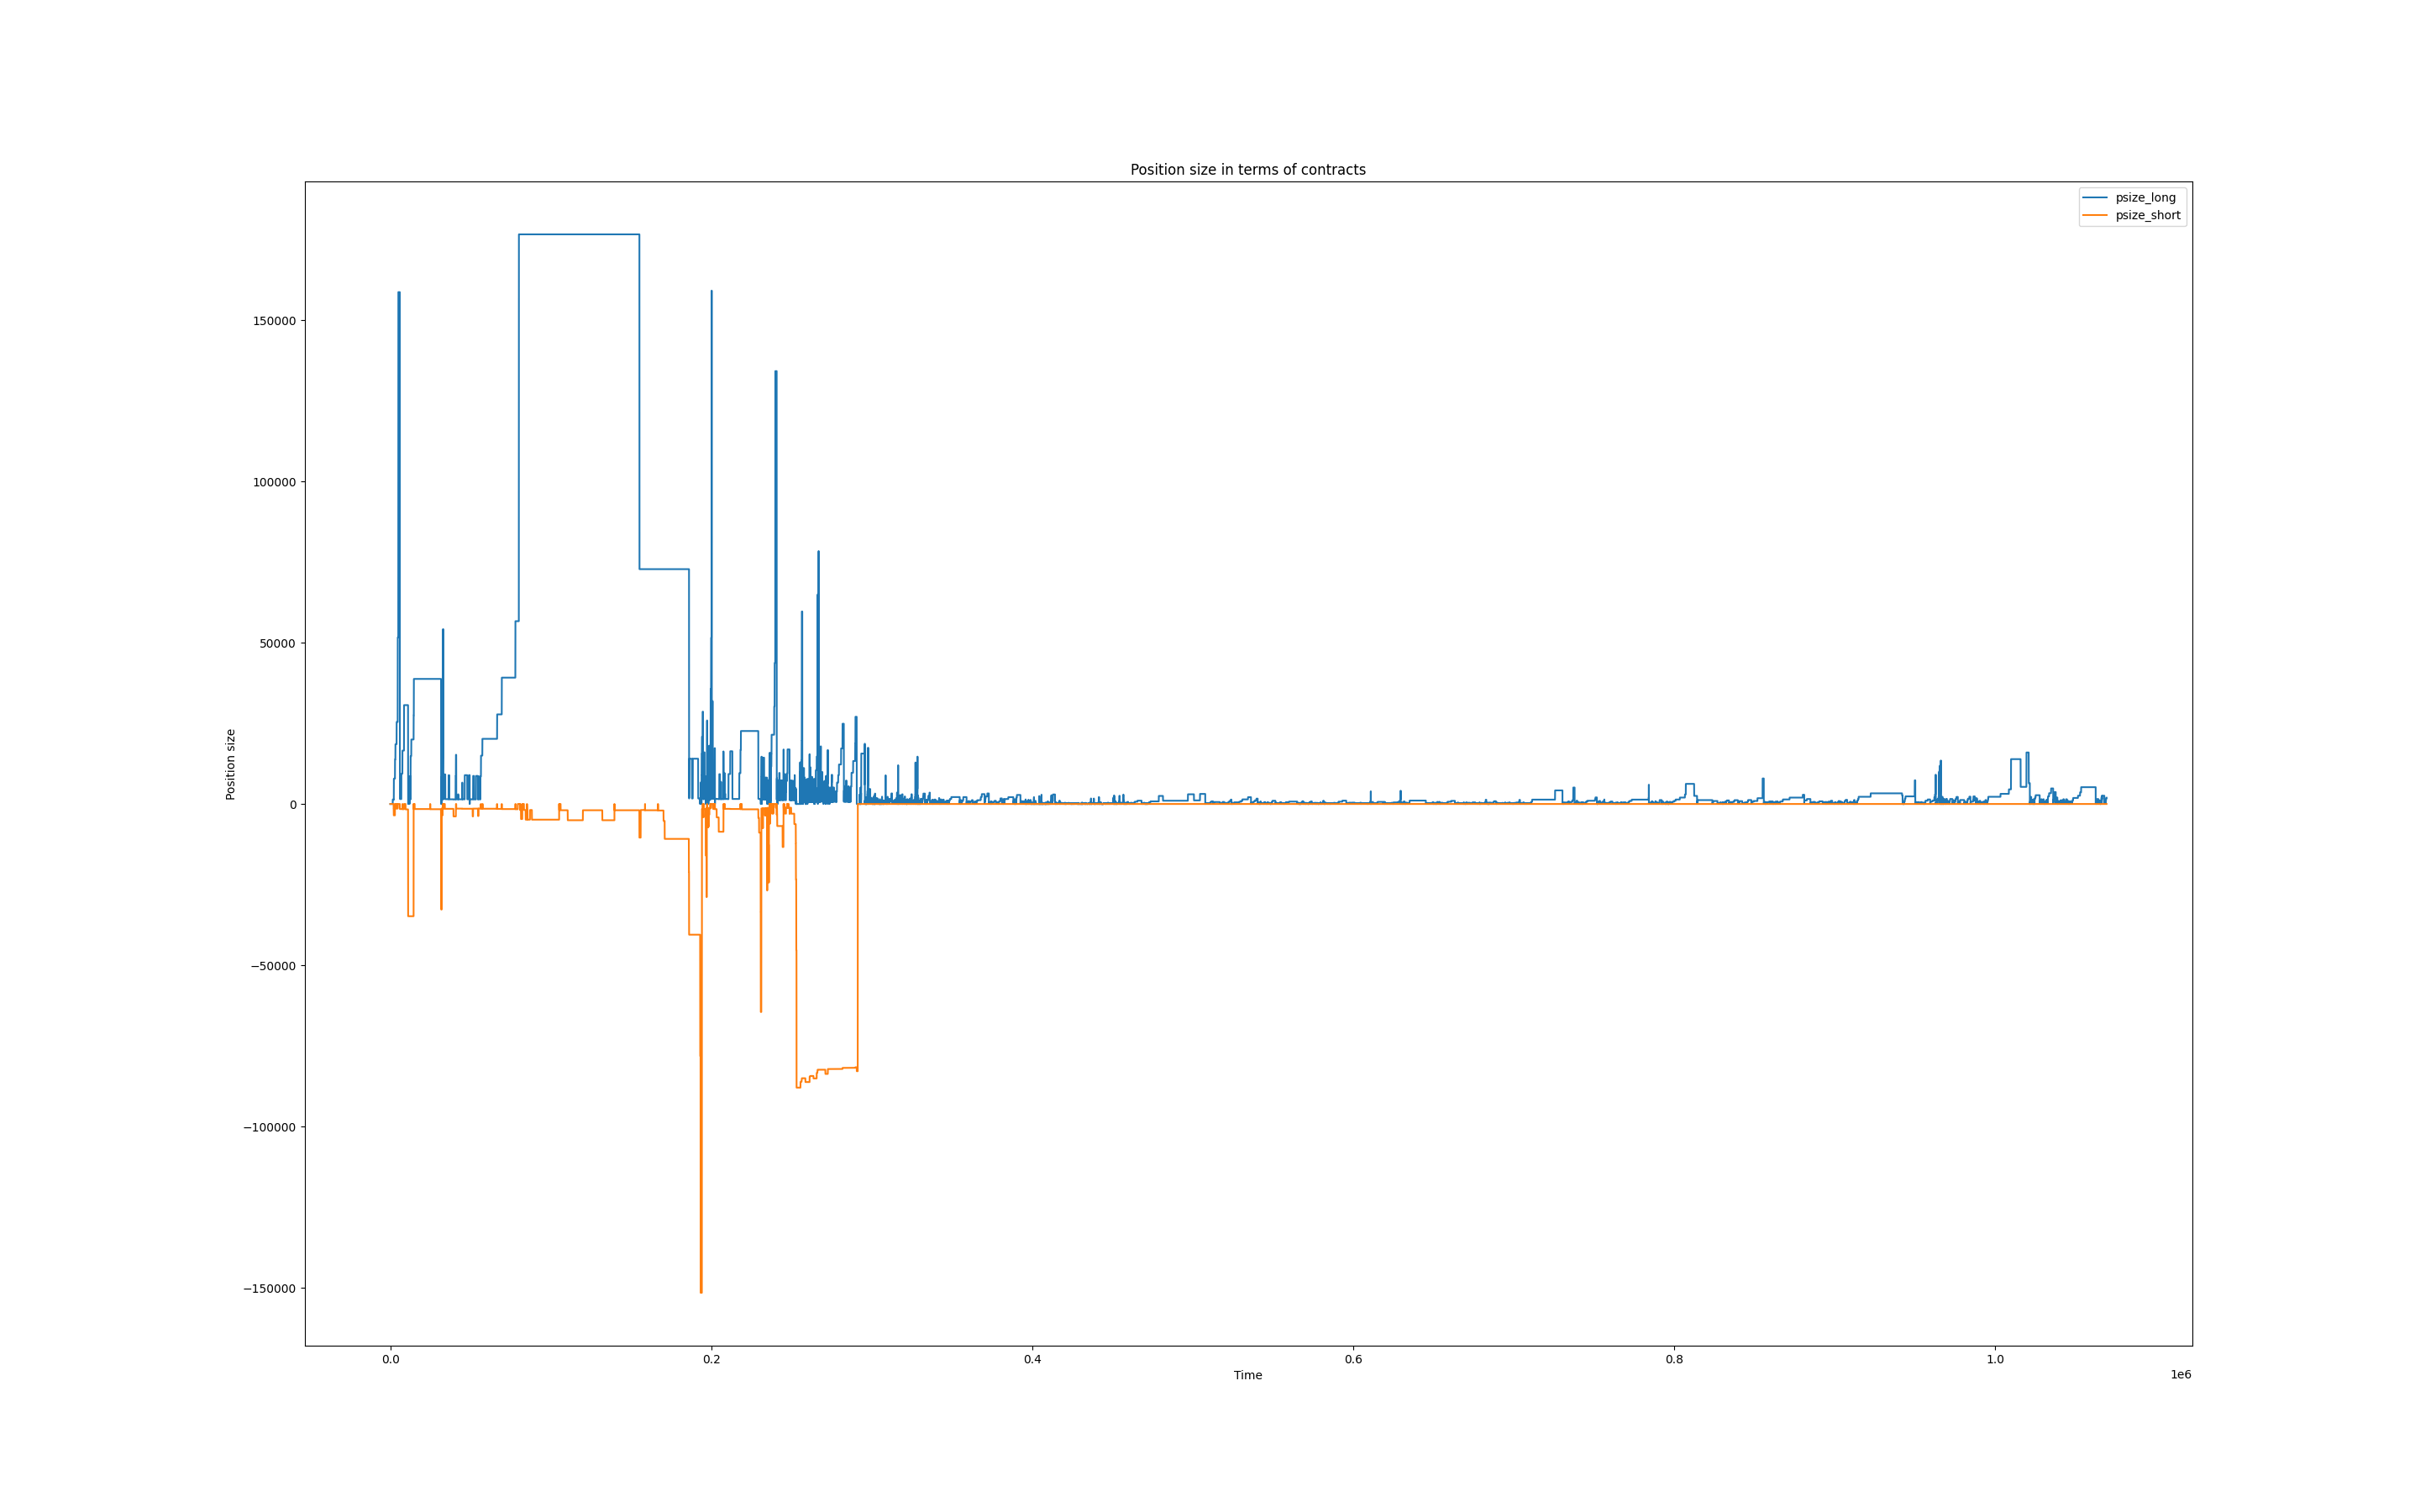 Position size in terms of contracts
psize_long
psize_short
Position size
150000
100000
50000
0
−50000
−100000
−150000
0.0
0.2
0.4
0.6
0.8
1.0
Time
1e6